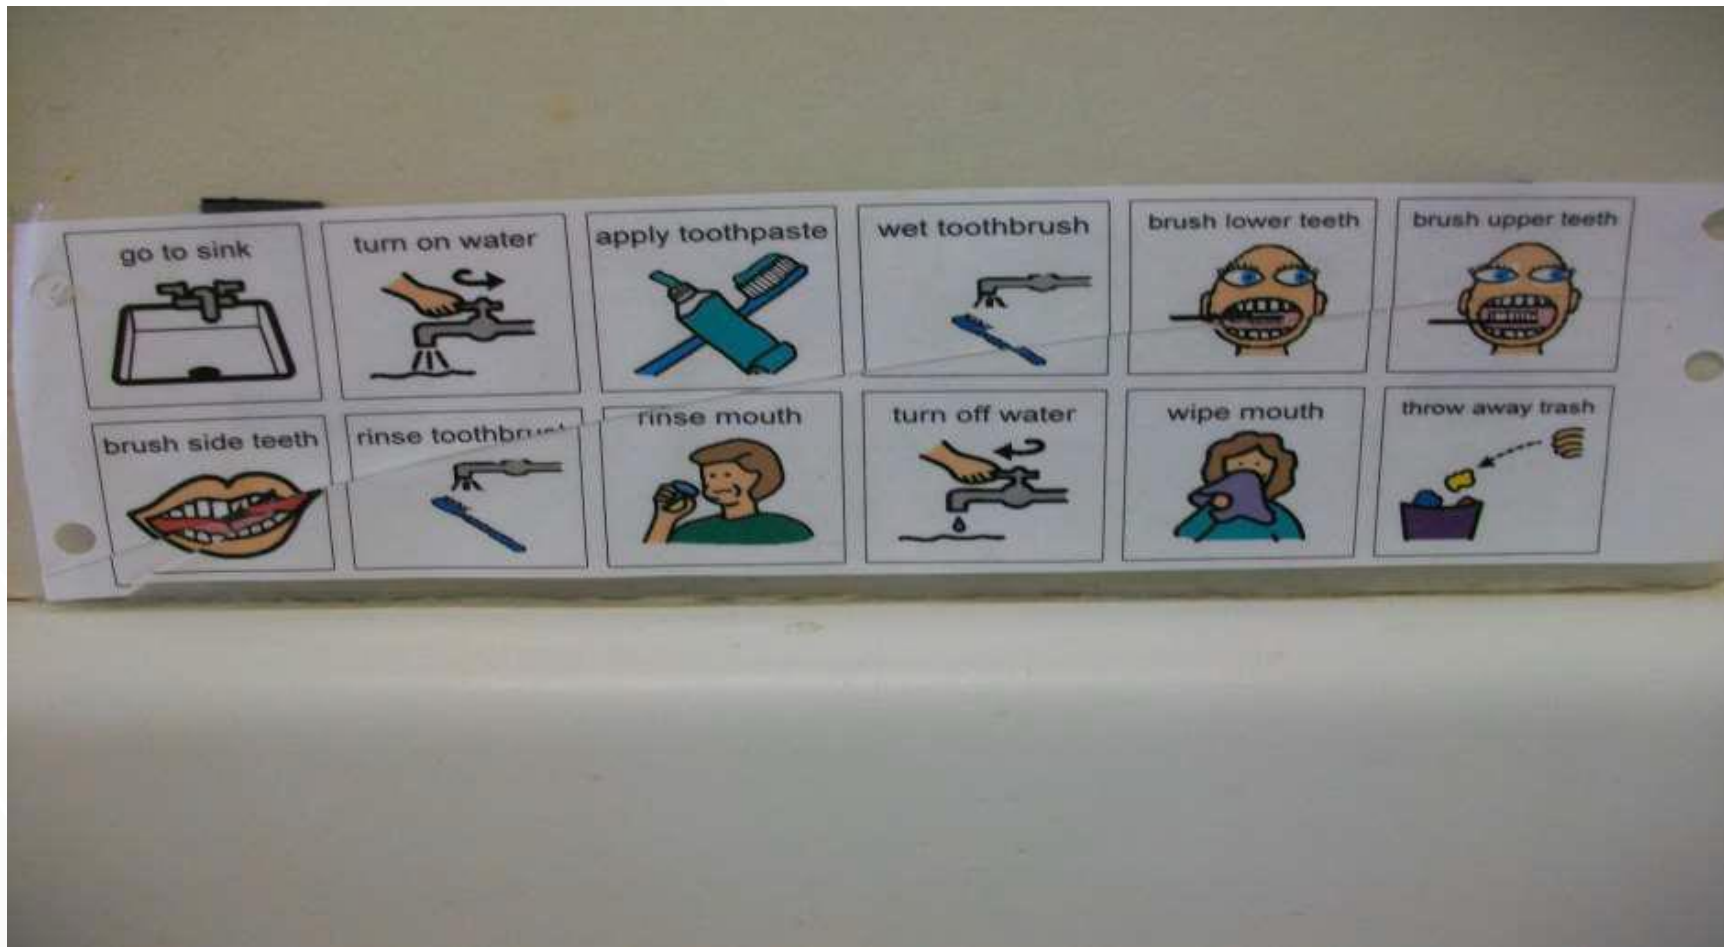 go to sink
turn on water
apply toothpaste
wet toothbrush
brush lower teeth
brush upper teeth
brush side teeth
rinse
rinse mouth
turn off water
wipe mouth
throw away trash